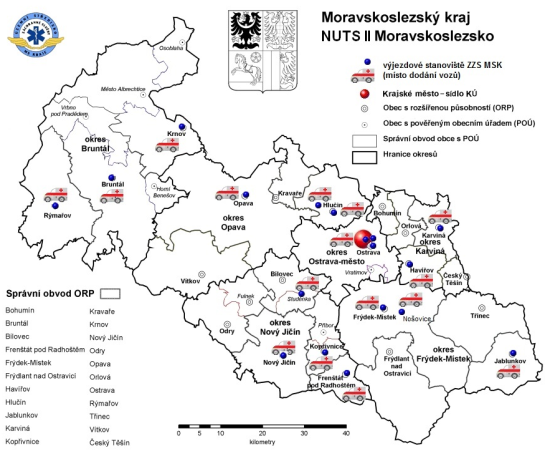 Moravskoslezský kraj
NUTS II Moravskoslezsko
výjezdové stanoviště ZZS MSK
(místo dodání vozů)
Krajské město - sídlo KÚ
Obec s rozšířenou působností (ORP)
Obec s pověřeným obecním úřadem (POÚ)
Správní obvod obce s POÚ
Hranice okresů
Osoblaha
Město Albrechtice
Vrbno
pod Pradědem
okres
Bruntál
Krnov
Bruntál
Rýmařov
Horní
Benešov
Opava
okres
Opava
Kravaře
Hlučín
Bohumín
Orlová
Karviná
okres
Karviná
okres
Ostrava-město
Ostrava
Vratimov
Havířov
Český
Těšín
Vítkov
Bílovec
Studénka
Fulnek
Odry
okres
Nový Jičín
Příbor
Kopřivnice
Nový Jičín
Frenštát
pod Radhoštěm
Frýdek-Místek
Nošovice
Třinec
okres
Frýdek-Místek
Frýdlant
nad
Ostravicí
Jablunkov
Správní obvod ORP
Bohumín
Bruntál
Bílovec
Frenštát pod Radhoštěm
Frýdek-Místek
Frýdlant nad Ostravicí
Havířov
Hlučín
Jablunkov
Karviná
Kopřivnice
Kravaře
Krnov
Nový Jičín
Odry
Opava
Orlová
Rýmařov
Třinec
Vítkov
Český Těšín
0 10 20 30 40
kilometry